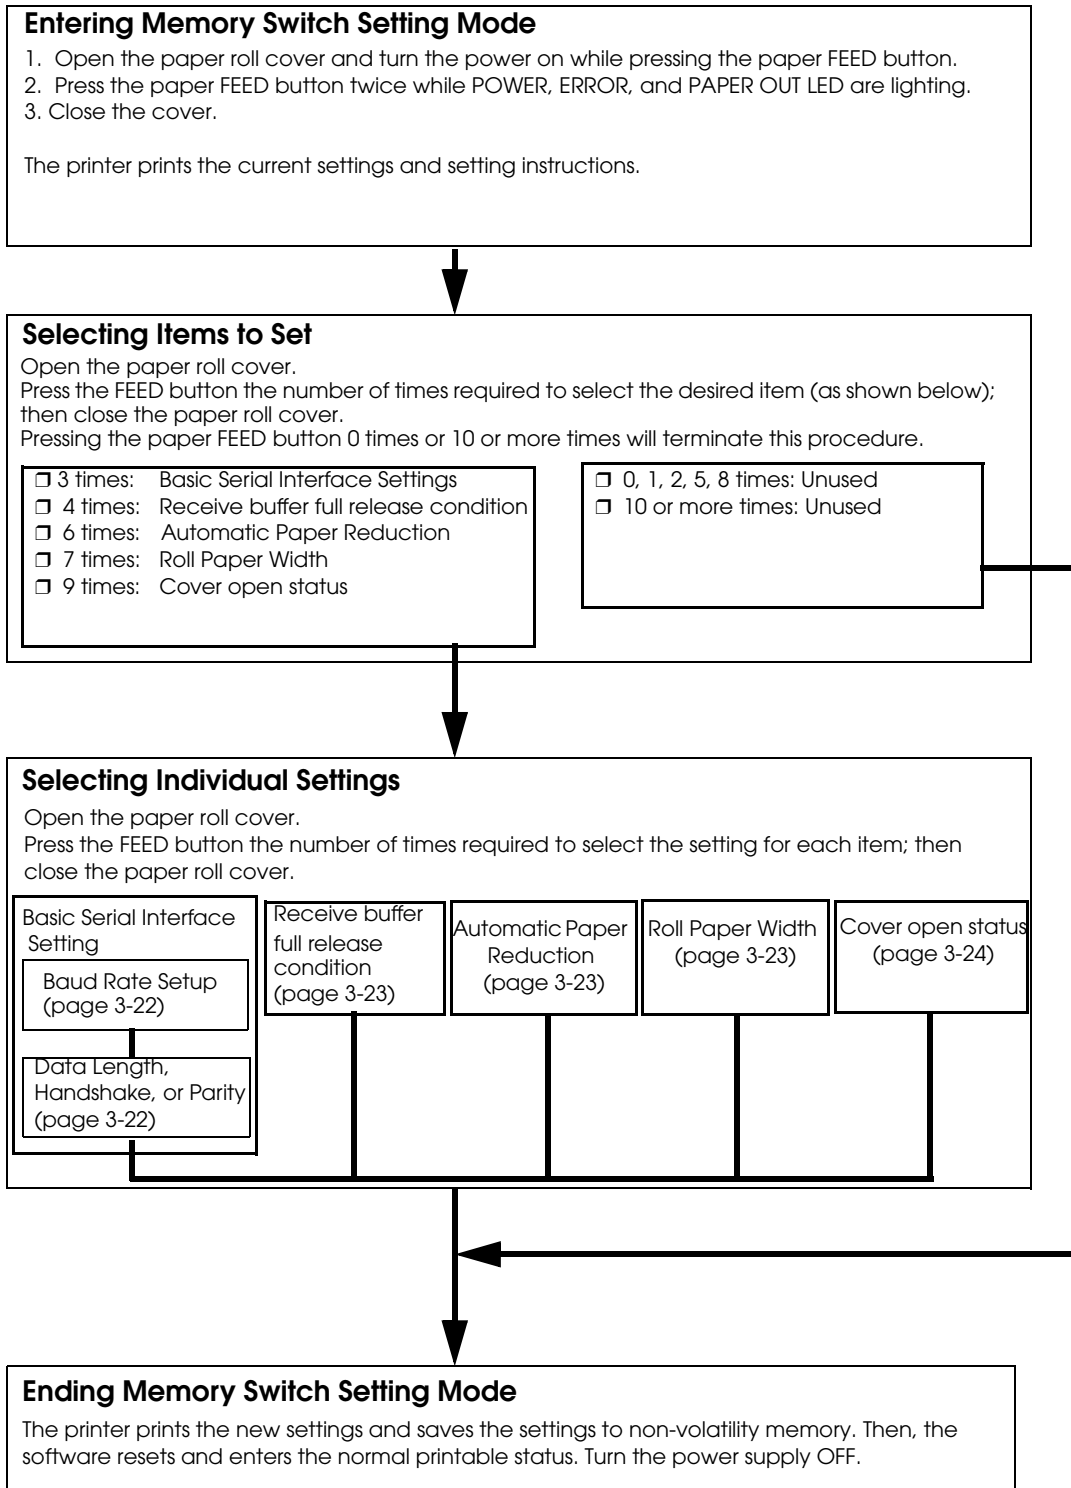 Entering Memory Switch Setting Mode
1. Open the paper roll cover and turn the power on while pressing the paper FEED button.
2. Press the paper FEED button twice while POWER, ERROR, and PAPER OUT LED are lighting.
3. Close the cover.
The printer prints the current settings and setting instructions.
Selecting Items to Set
Open the paper roll cover.
Press the FEED button the number of times required to select the desired item (as shown below);
then close the paper roll cover.
Pressing the paper FEED button 0 times or 10 or more times will terminate this procedure.
❒ 3 times: Basic Serial Interface Settings
❒ 4 times: Receive buffer full release condition
❒ 6 times: Automatic Paper Reduction
❒ 7 times: Roll Paper Width
❒ 9 times: Cover open status
❒ 0, 1, 2, 5, 8 times: Unused
❒ 10 or more times: Unused
Selecting Individual Settings
Open the paper roll cover.
Press the FEED button the number of times required to select the setting for each item; then
close the paper roll cover.
Basic Serial Interface
Setting
Baud Rate Setup
(page 3-22)
Data Length,
Handshake, or Parity
(page 3-22)
Receive buffer
full release
condition
(page 3-23)
Automatic Paper
Reduction
(page 3-23)
Roll Paper Width
(page 3-23)
Cover open status
(page 3-24)
Ending Memory Switch Setting Mode
The printer prints the new settings and saves the settings to non-volatility memory. Then, the
software resets and enters the normal printable status. Turn the power supply OFF.